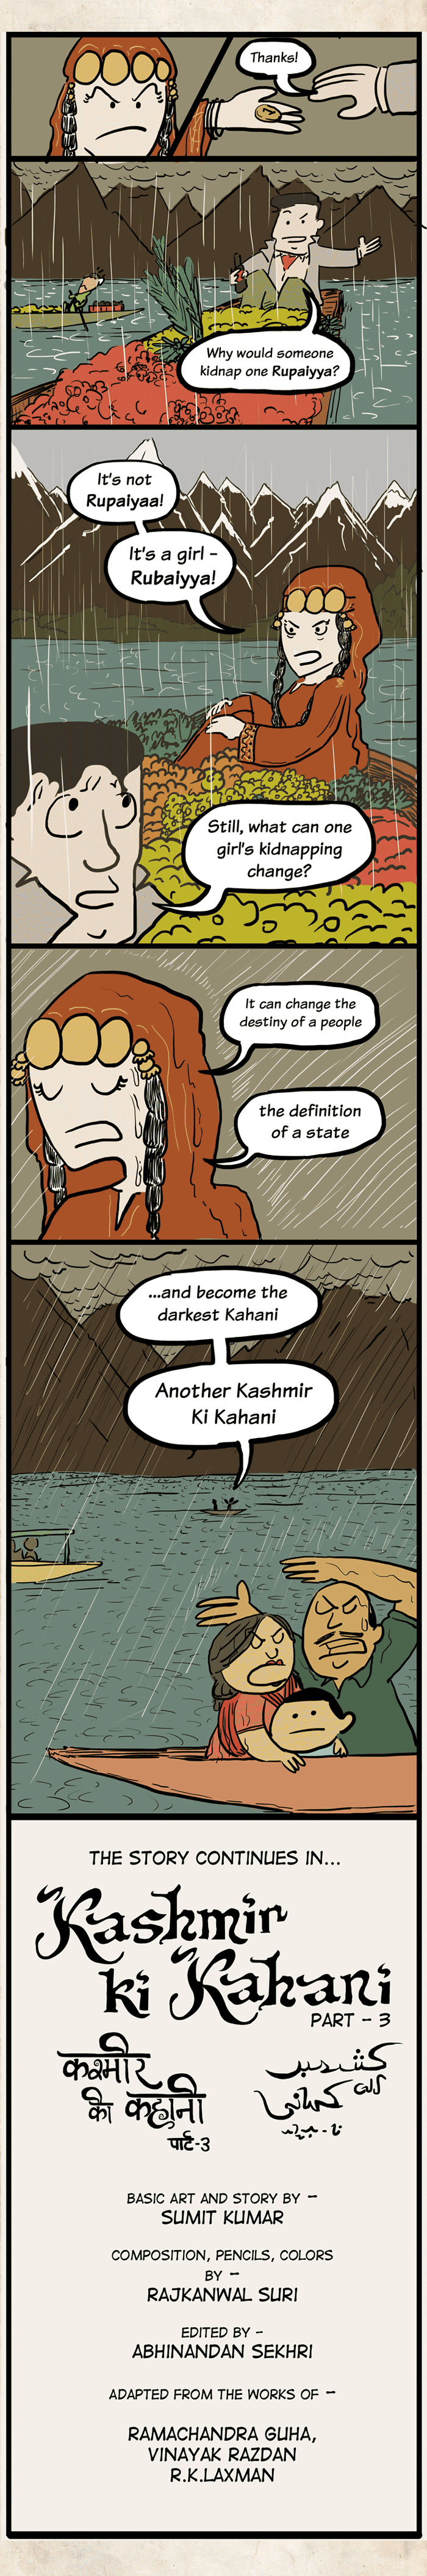 Thanks!
Why would someone
kidnap one Rupaiyya?
It's not
Rupaiyaa!
It's a girl -
Rubaiyya!
Still, what can one
girl's kidnapping
change?
It can change the
destiny of a people
the definition
of a state
...and become the
darkest Kahani
Another Kashmir
Ki Kahani
THE STORY CONTINUES IN...
Kashmir
ki Kahani
PART - 3
कश्मीर
की कहानी
पार्ट-3
BASIC ART AND STORY BY -
SUMIT KUMAR
COMPOSITION, PENCILS, COLORS
BY -
RAJKANWAL SURI
EDITED BY -
ABHINANDAN SEKHRI
ADAPTED FROM THE WORKS OF -
RAMACHANDRA GUHA,
VINAYAK RAZDAN
R.K.LAXMAN